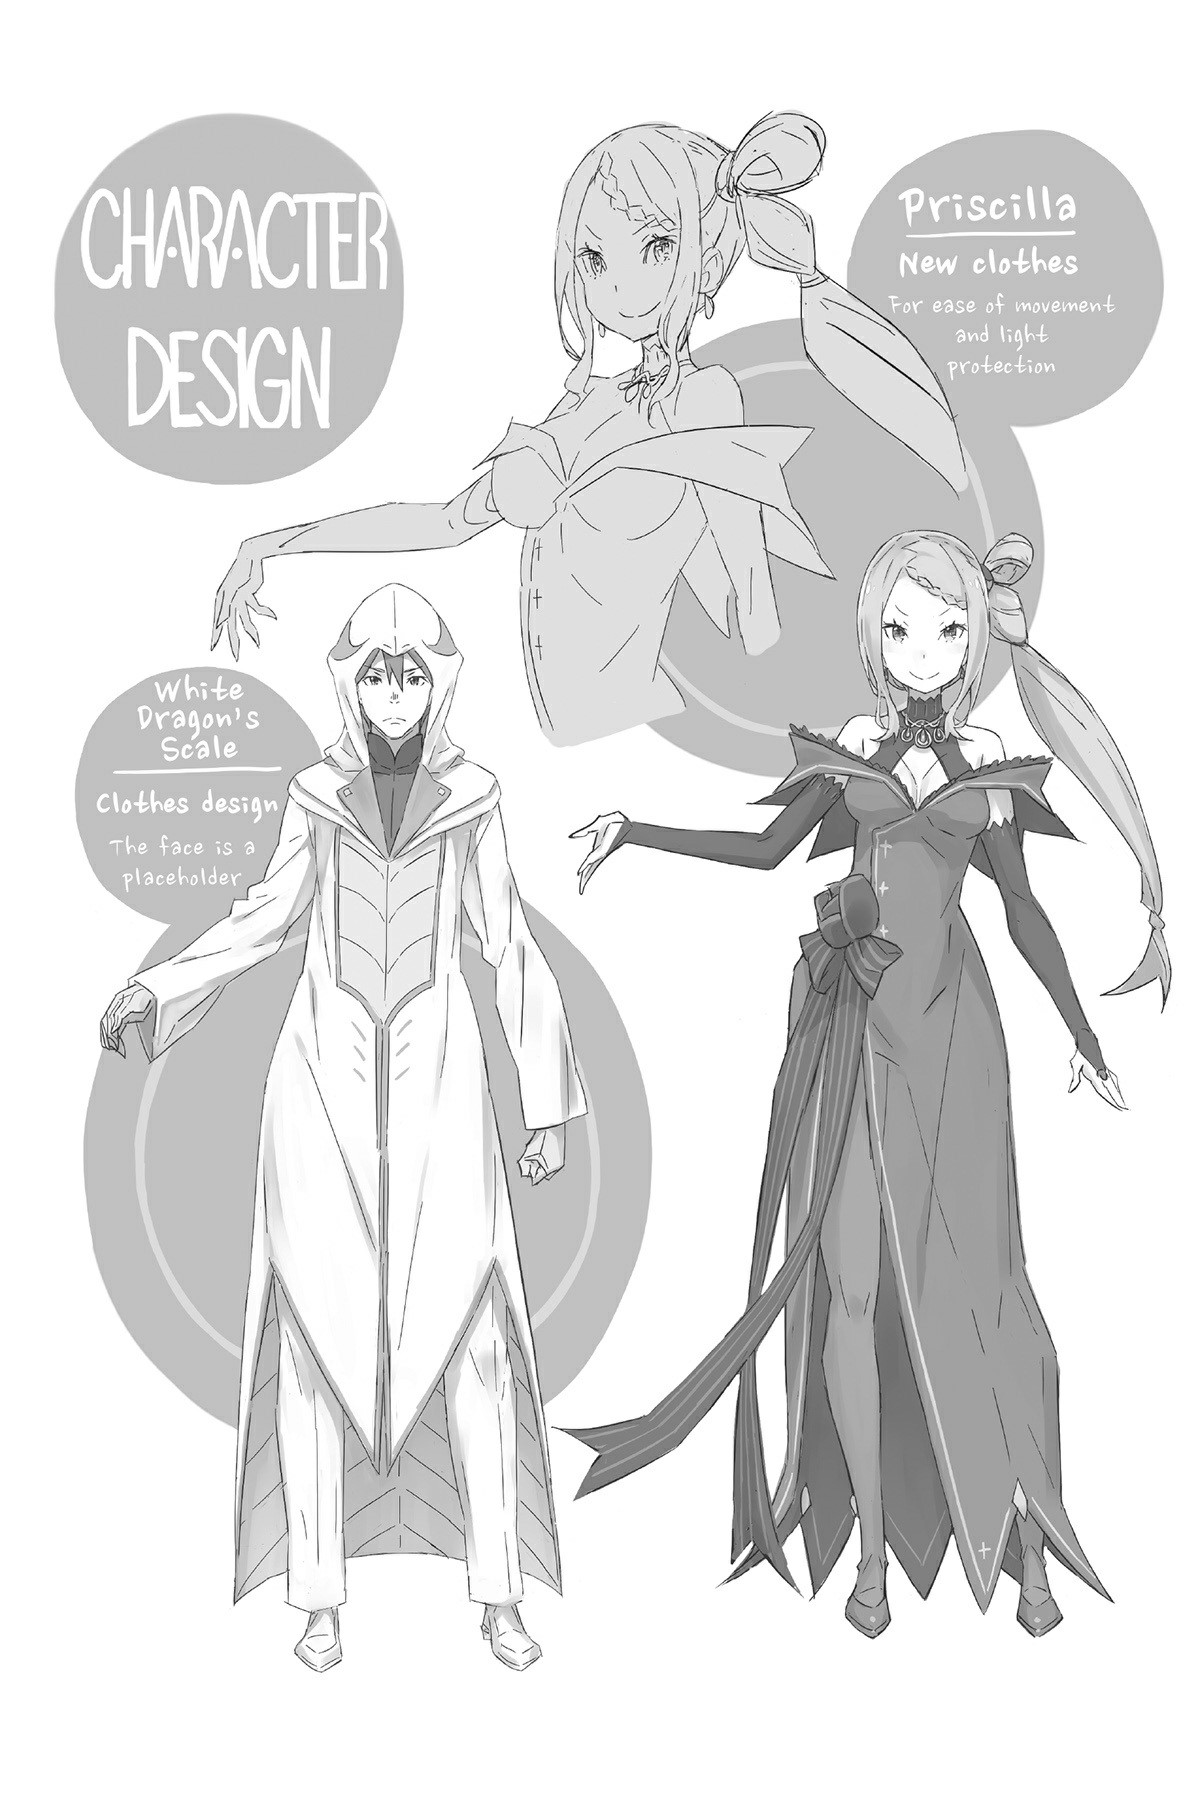 CHARACTER
DESIGN
Priscilla
New clothes
For ease of movement
and light
protection
White
Dragon's
Scale
Clothes design
The face is a
placeholder